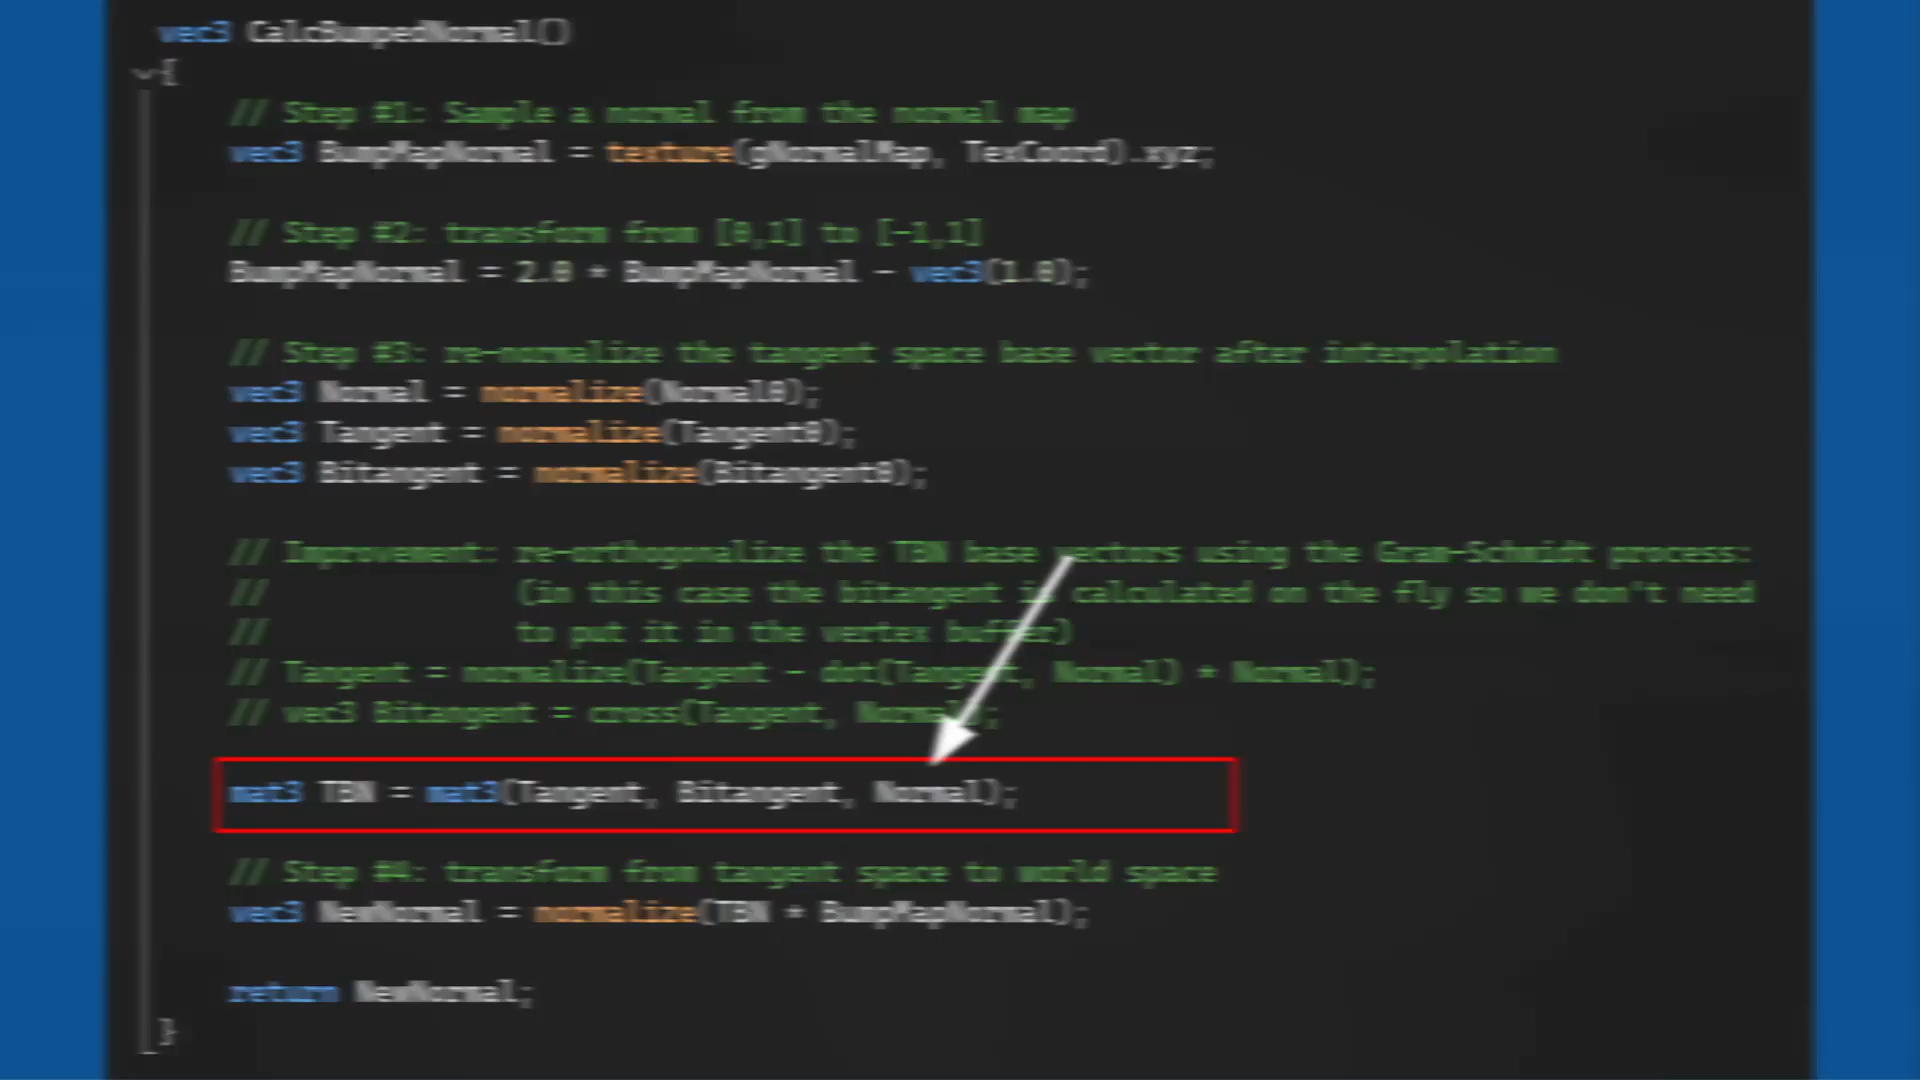 vec3 CalcBumpedNormal()
{
// Step #1: Sample a normal from the normal map
vec3 BumpMapNormal = texture(gNormalMap, TexCoord).xyz;
// Step #2: transform from [0,1] to [-1,1]
BumpMapNormal = 2.0 * BumpMapNormal - vec3(1.0);
// Step #3: re-normalize the tangent space base vector after interpolation
vec3 Normal = normalize(Normal0);
vec3 Tangent = normalize(Tangent0);
vec3 Bitangent = normalize(Bitangent0);
// Improvement: re-orthogonalize the TBN base vectors using the Gram-Schmidt process:
// (in this case the bitangent is calculated on the fly so we don't need
// to put it in the vertex buffer)
// Tangent = normalize(Tangent - dot(Tangent, Normal) * Normal);
// vec3 Bitangent = cross(Tangent, Normal);
mat3 TBN = mat3(Tangent, Bitangent, Normal);
// Step #4: transform from tangent space to world space
vec3 NewNormal = normalize(TBN * BumpMapNormal);
return NewNormal;
}